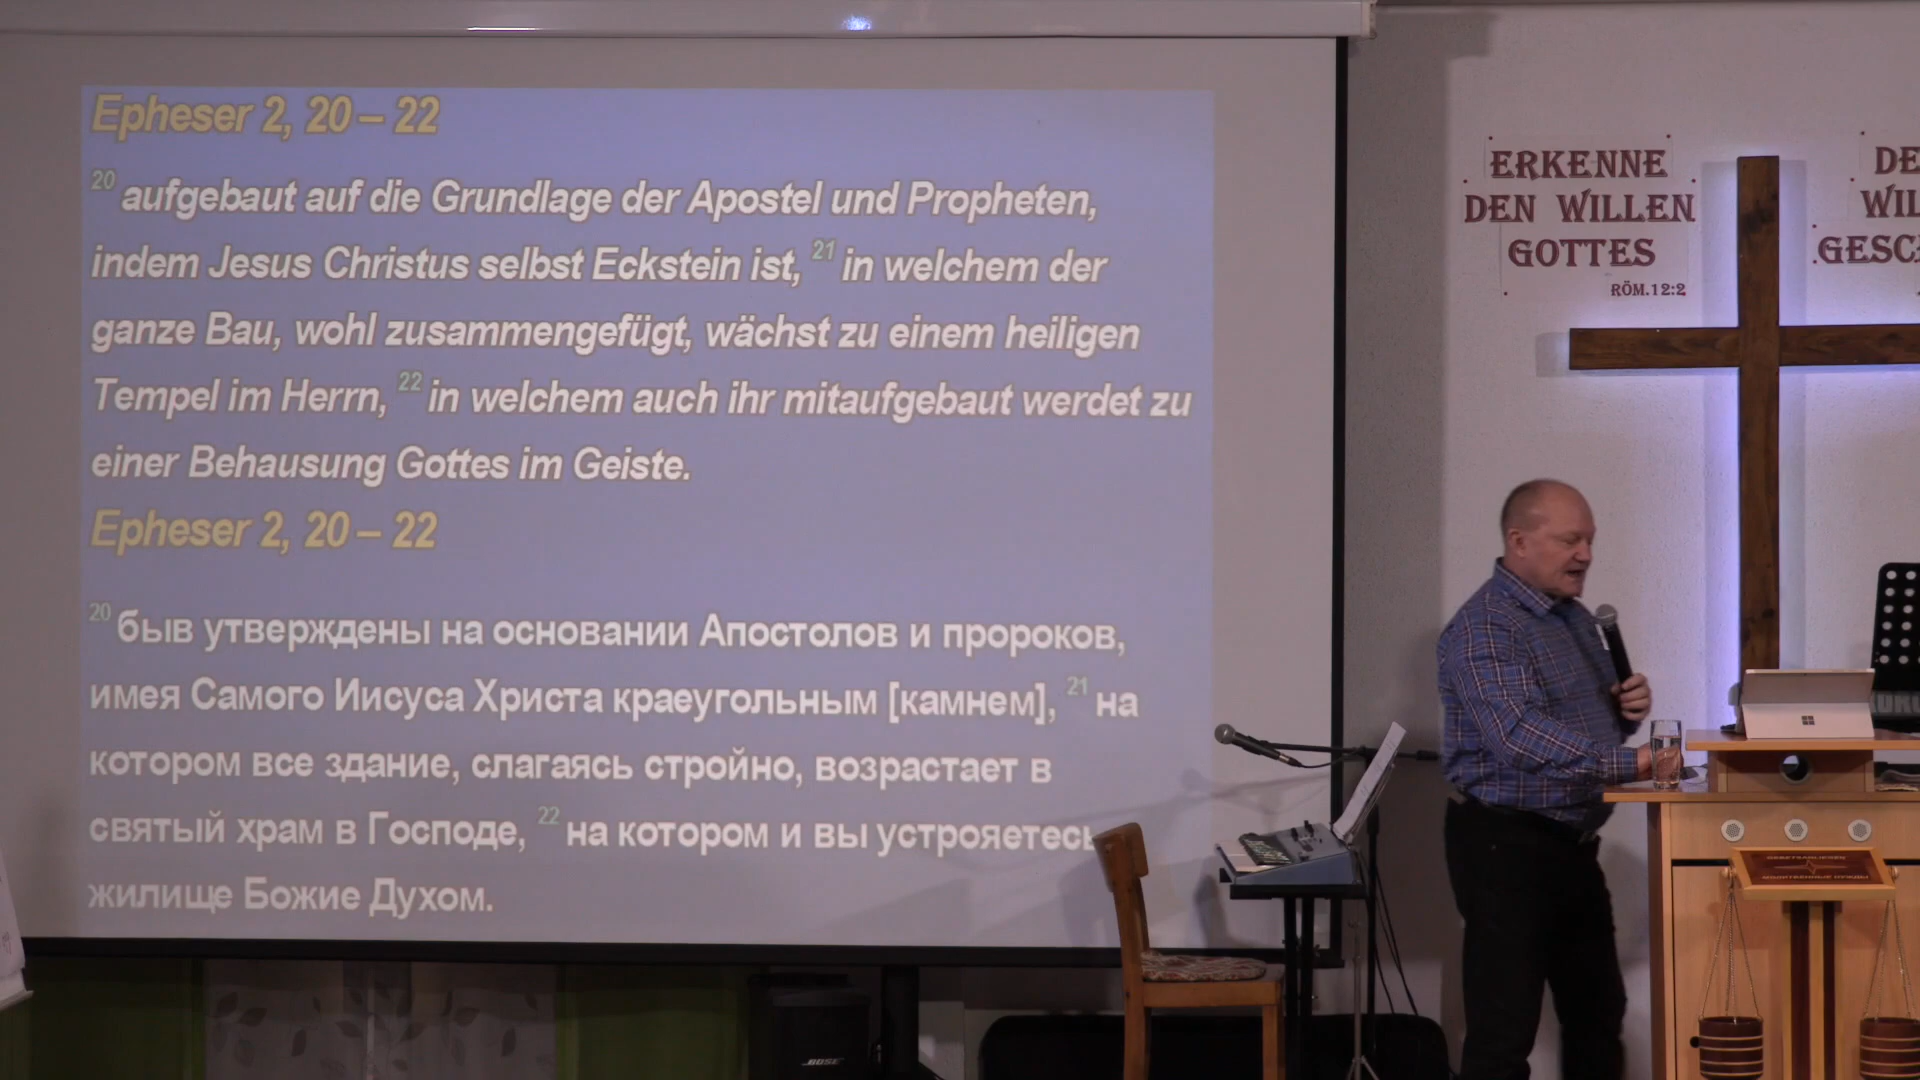 Epheser 2, 20 – 22
20 aufgebaut auf die Grundlage der Apostel und Propheten,
indem Jesus Christus selbst Eckstein ist, 21 in welchem der
ganze Bau, wohl zusammengefügt, wächst zu einem heiligen
Tempel im Herrn, 22 in welchem auch ihr mitaufgebaut werdet zu
einer Behausung Gottes im Geiste.
Epheser 2, 20 – 22
20 быв утверждены на основании Апостолов и пророков,
имея Самого Иисуса Христа краеугольным [камнем], 21 на
котором все здание, слагаясь стройно, возрастает в
святый храм в Господе, 22 на котором и вы устрояетесь
жилище Божие Духом.
ERKENNE
DEN WILLEN
GOTTES
RÖM.12:2
DE
WIL
GESC
BOSE